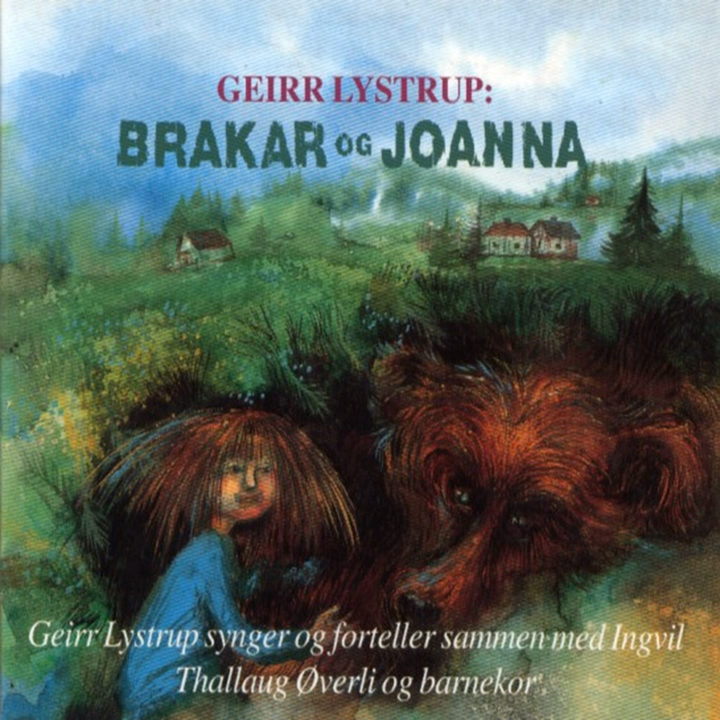 GEIRR LYSTRUP:
BRAKAR OG JOANNA
Geirr Lystrup synger og forteller sammen med Ingvil
Thallaug Øverli og barnekor